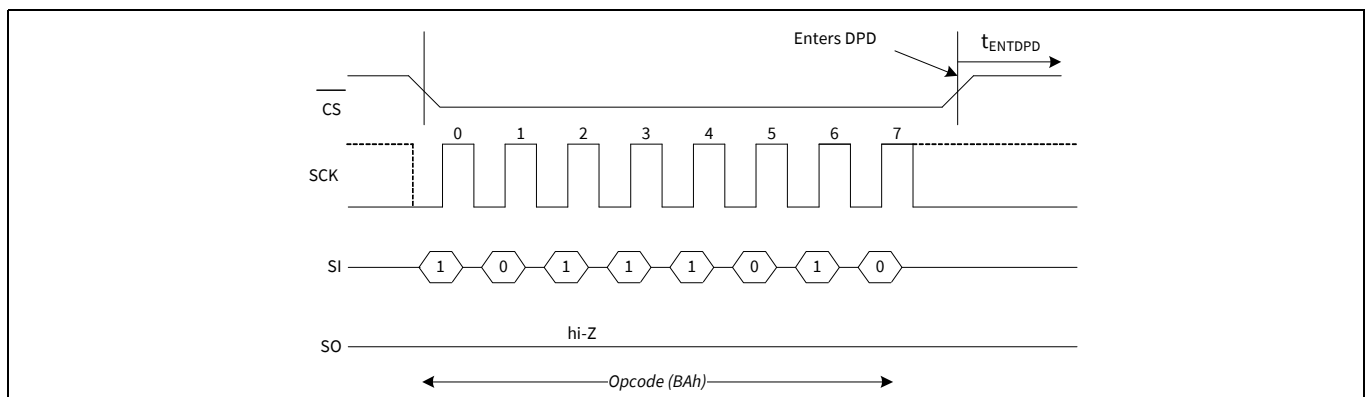 Enters DPD
tENTDPD
CS
0 1 2 3 4 5 6 7
SCK
SI 1 0 1 1 1 0 1 0
hi-Z
SO
Opcode (BAh)